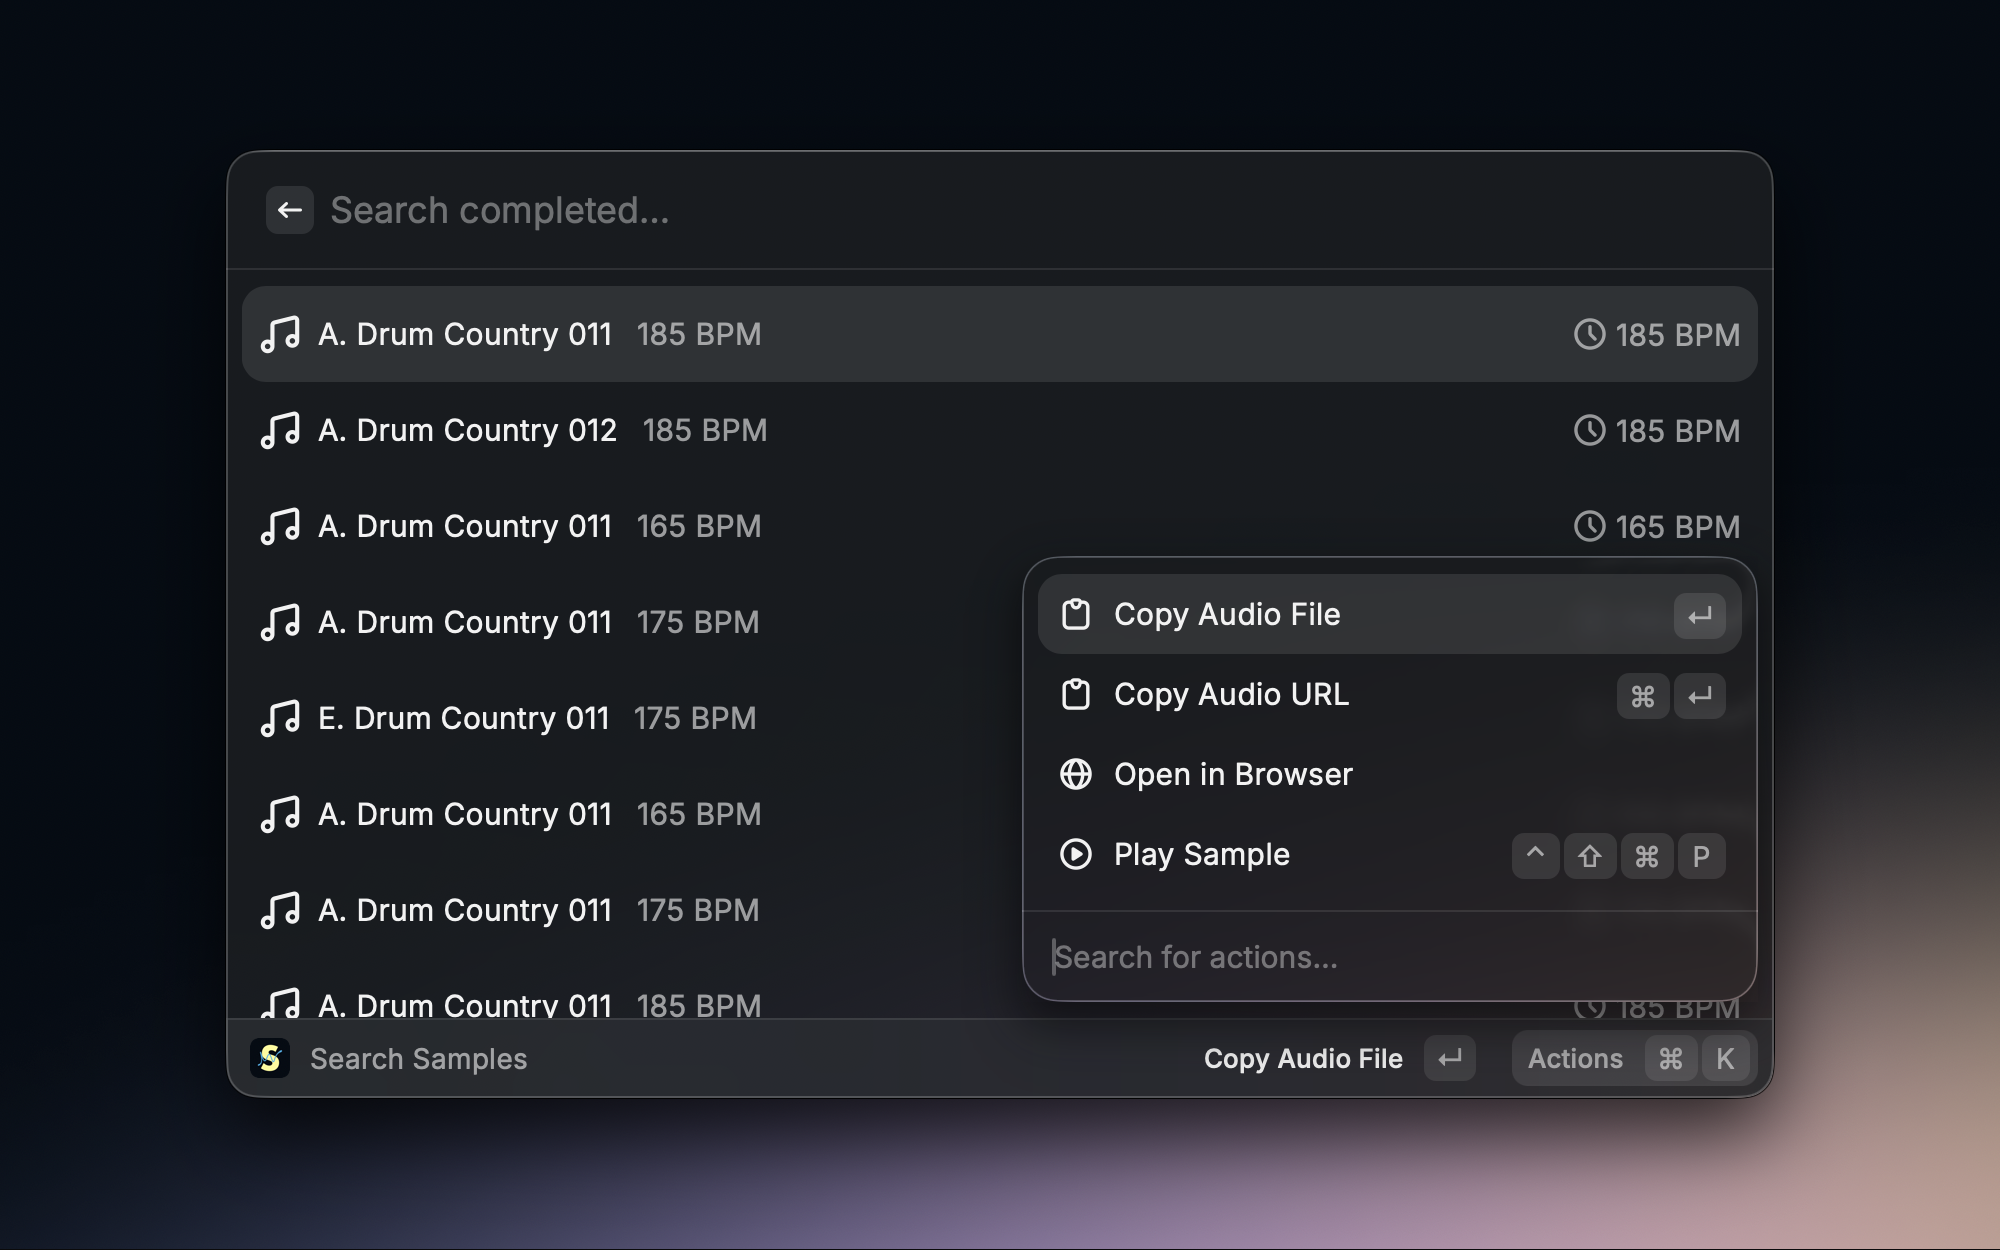 Search completed...
A. Drum Country 011 185 BPM 185 BPM
A. Drum Country 012 185 BPM 185 BPM
A. Drum Country 011 165 BPM 165 BPM
A. Drum Country 011 175 BPM
E. Drum Country 011 175 BPM
A. Drum Country 011 165 BPM
A. Drum Country 011 175 BPM
A. Drum Country 011 185 BPM 185 BPM
Copy Audio File ↵
Copy Audio URL ⌘ ↵
Open in Browser
Play Sample ^ ⇧ ⌘ P
Search for actions...
S Search Samples Copy Audio File ↵ Actions ⌘ K